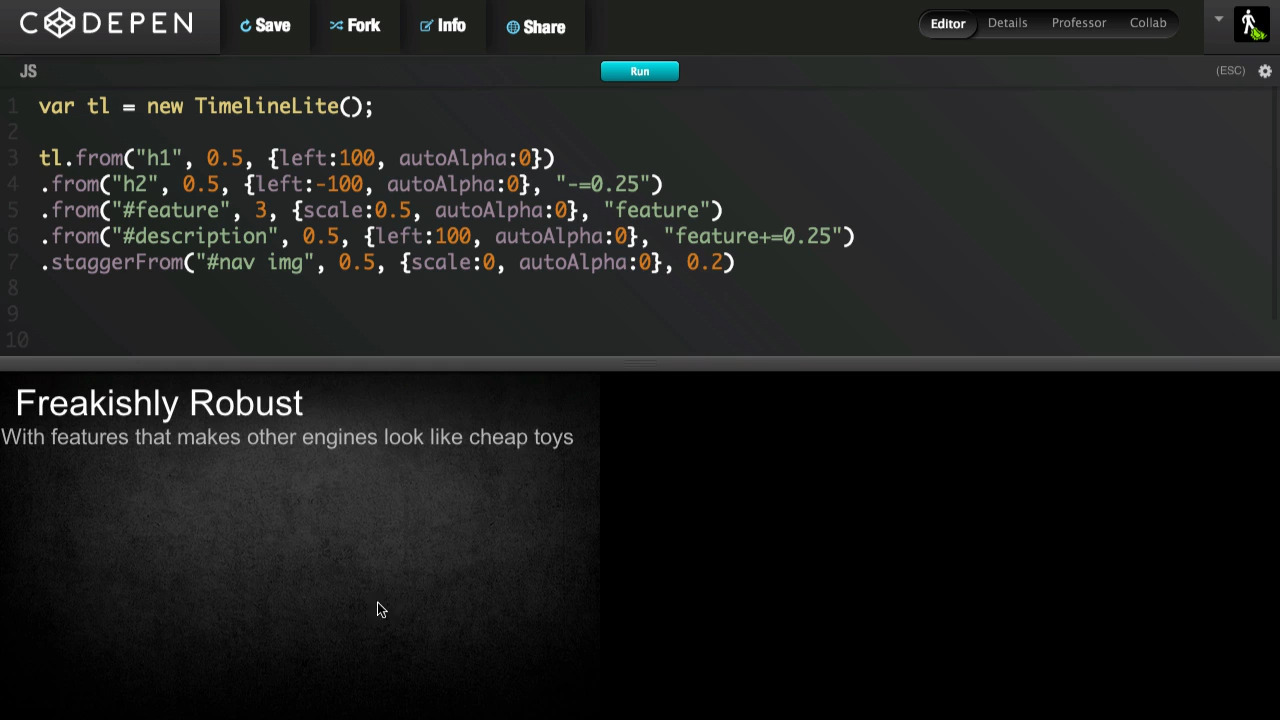 CODEPEN Save Fork Info Share Editor Details Professor Collab
JS Run (ESC)
1 var tl = new TimelineLite();
2
3 tl.from("h1", 0.5, {left:100, autoAlpha:0})
4 .from("h2", 0.5, {left:-100, autoAlpha:0}, "-=0.25")
5 .from("#feature", 3, {scale:0.5, autoAlpha:0}, "feature")
6 .from("#description", 0.5, {left:100, autoAlpha:0}, "feature+=0.25")
7 .staggerFrom("#nav img", 0.5, {scale:0, autoAlpha:0}, 0.2)
8
9
10
Freakishly Robust
With features that makes other engines look like cheap toys